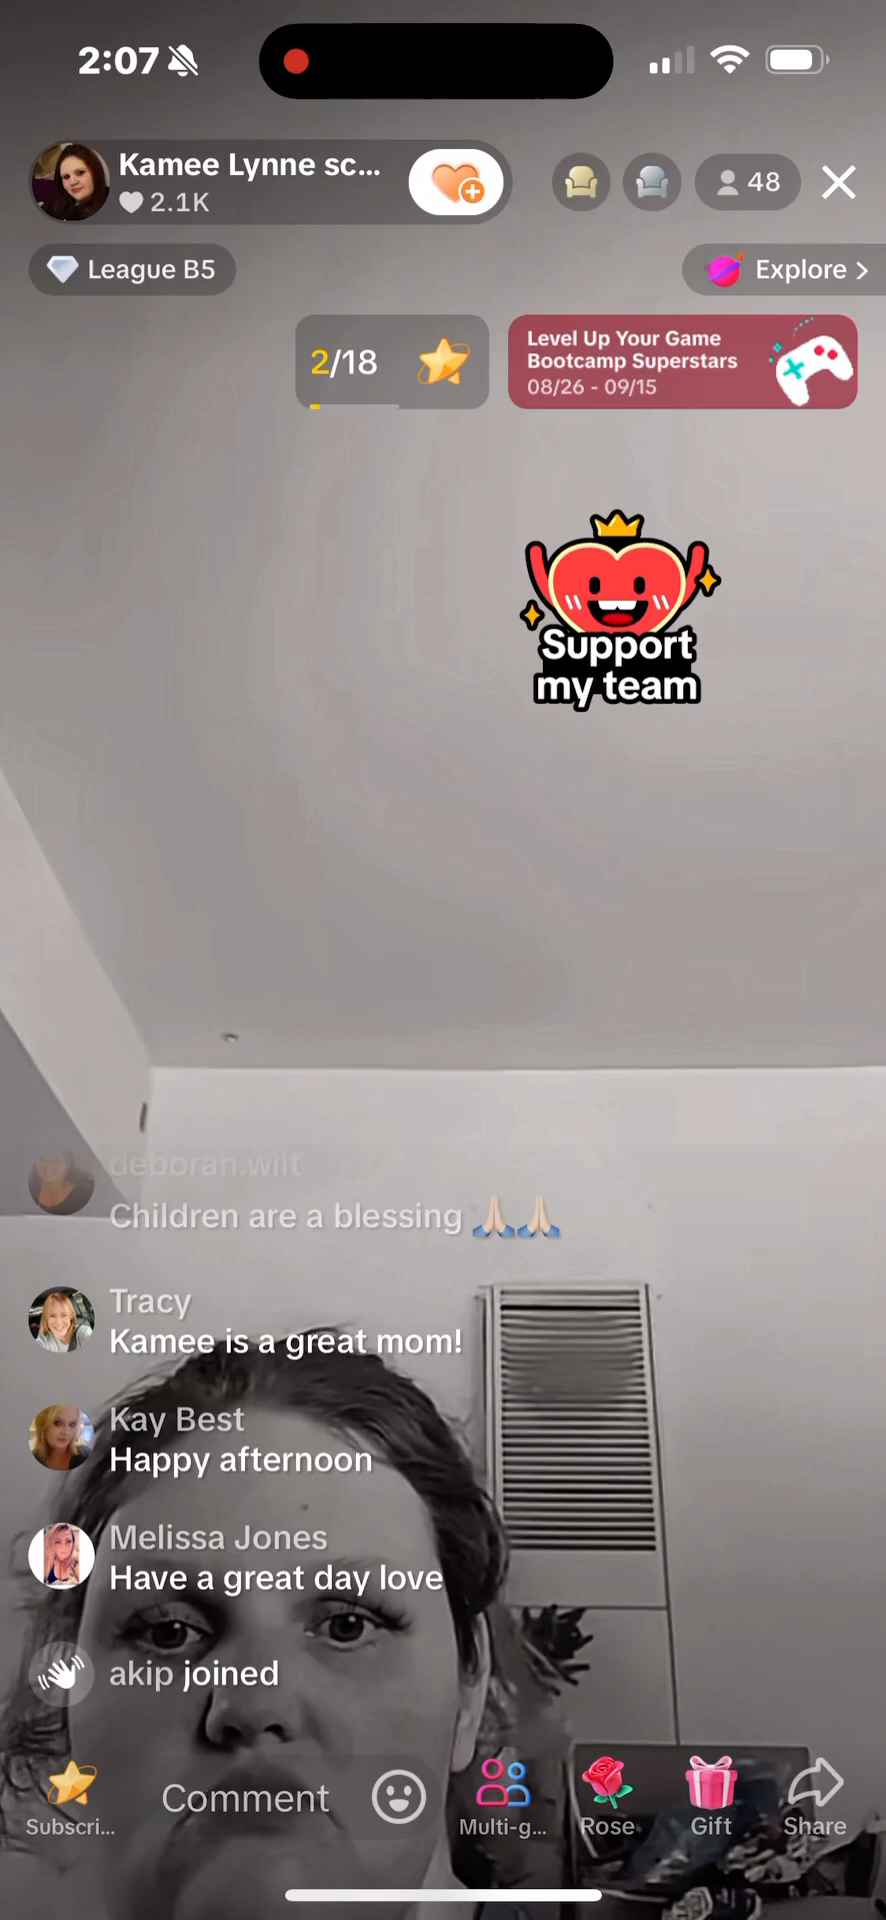 2:07
Kamee Lynne sc...
2.1K
48
League B5
Explore >
2/18
Level Up Your Game
Bootcamp Superstars
08/26 - 09/15
Support
my team
deborah.wilt
Children are a blessing 🙏🏻🙏🏻
Tracy
Kamee is a great mom!
Kay Best
Happy afternoon
Melissa Jones
Have a great day love
akip joined
Comment
Subscri...
Multi-g...
Rose
Gift
Share